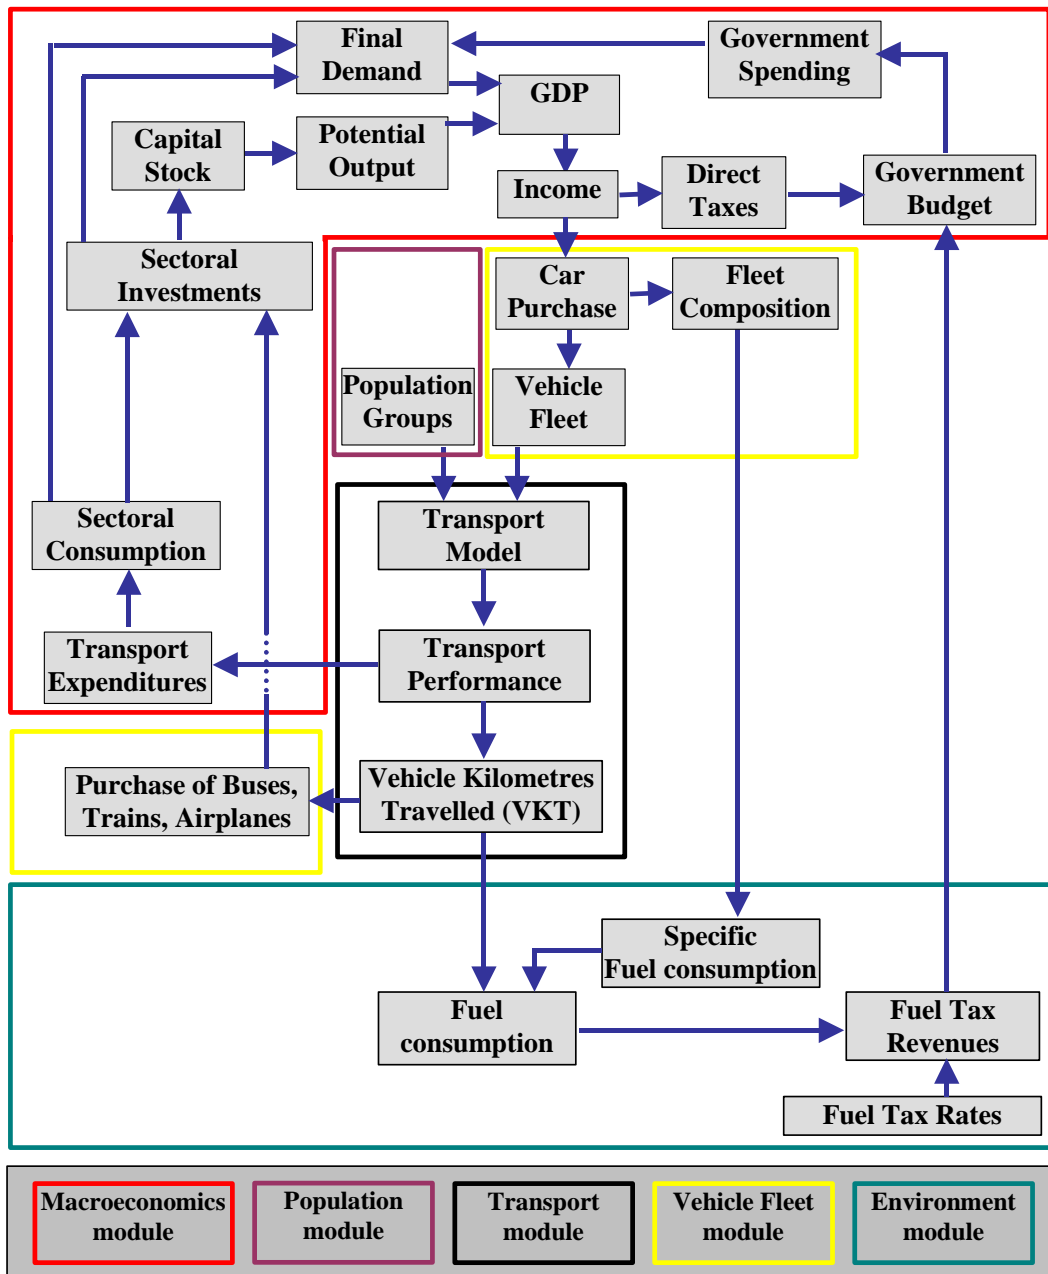 Final
Demand
Government
Spending
GDP
Capital
Stock
Potential
Output
Income
Direct
Taxes
Government
Budget
Sectoral
Investments
Car
Purchase
Fleet
Composition
Population
Groups
Vehicle
Fleet
Sectoral
Consumption
Transport
Model
Transport
Expenditures
Transport
Performance
Purchase of Buses,
Trains, Airplanes
Vehicle Kilometres
Travelled (VKT)
Specific
Fuel consumption
Fuel
consumption
Fuel Tax
Revenues
Fuel Tax Rates
Macroeconomics
module
Population
module
Transport
module
Vehicle Fleet
module
Environment
module